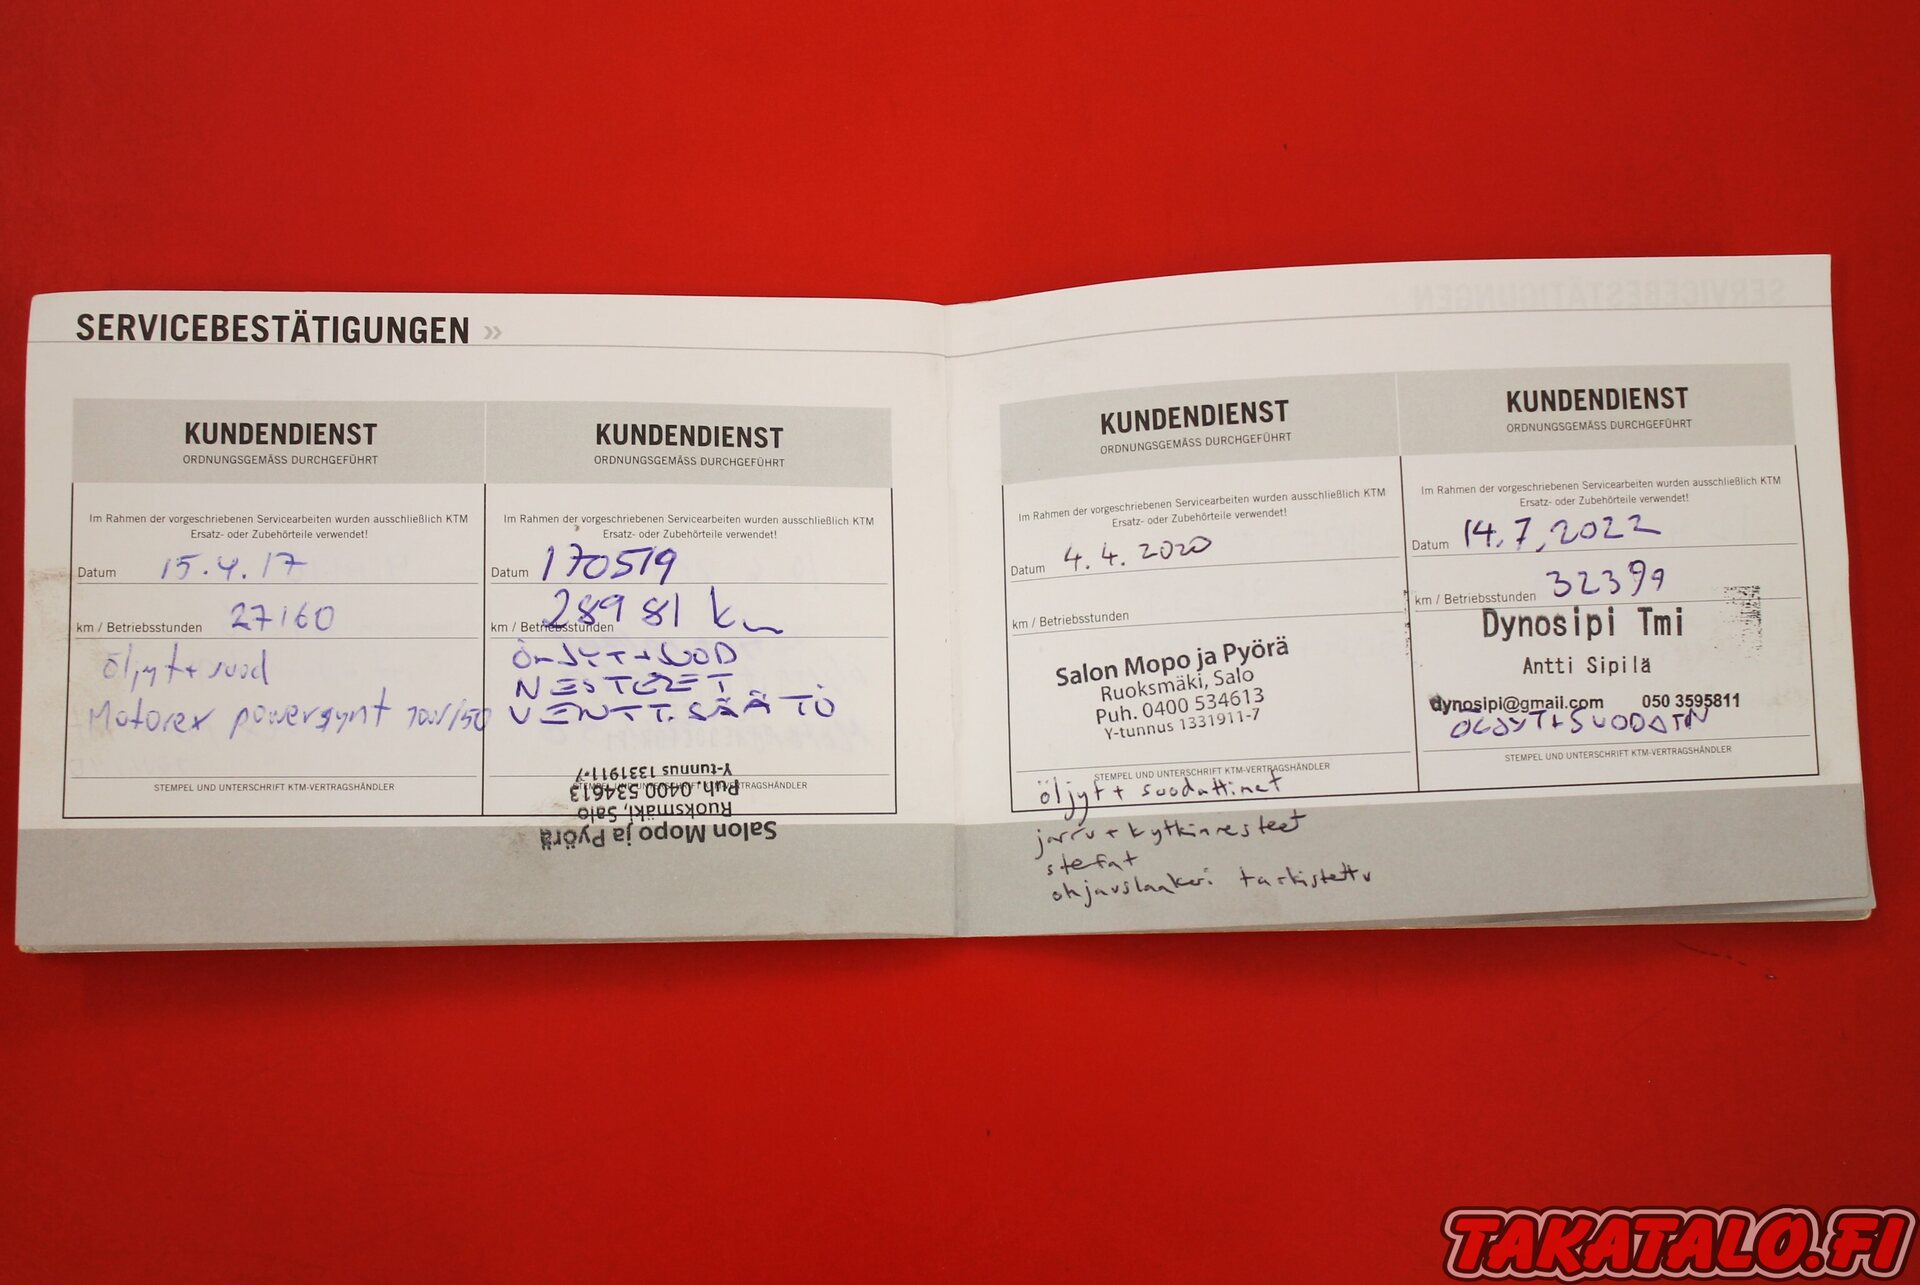 SERVICEBESTÄTIGUNGEN »
KUNDENDIENST
ORDNUNGSGEMÄSS DURCHGEFÜHRT
Im Rahmen der vorgeschriebenen Servicearbeiten wurden ausschließlich KTM
Ersatz- oder Zubehörteile verwendet!
Datum 15.4.17
km / Betriebsstunden 27160
öljyt + suod
Motorex powersynt 10W/50
STEMPEL UND UNTERSCHRIFT KTM-VERTRAGSHÄNDLER
KUNDENDIENST
ORDNUNGSGEMÄSS DURCHGEFÜHRT
Im Rahmen der vorgeschriebenen Servicearbeiten wurden ausschließlich KTM
Ersatz- oder Zubehörteile verwendet!
Datum 170519
km / Betriebsstunden 28981 km
ÖLJYT+SUOD
NESTEET
VENTT.SÄÄTÖ
STEMPEL UND UNTERSCHRIFT KTM-VERTRAGSHÄNDLER
Salon Mopo ja Pyörä
Ruoksmäki, Salo
Puh. 0400 534613
Y-tunnus 1331911-7
KUNDENDIENST
ORDNUNGSGEMÄSS DURCHGEFÜHRT
Im Rahmen der vorgeschriebenen Servicearbeiten wurden ausschließlich KTM
Ersatz- oder Zubehörteile verwendet!
Datum 4.4. 2020
km / Betriebsstunden
Salon Mopo ja Pyörä
Ruoksmäki, Salo
Puh. 0400 534613
Y-tunnus 1331911-7
STEMPEL UND UNTERSCHRIFT KTM-VERTRAGSHÄNDLER
öljyt + suodattimet
jarru + kytkinnesteet
stefat
ohjauslaakeri tarkistettu
KUNDENDIENST
ORDNUNGSGEMÄSS DURCHGEFÜHRT
Im Rahmen der vorgeschriebenen Servicearbeiten wurden ausschließlich KTM
Ersatz- oder Zubehörteile verwendet!
Datum 14.7.2022
km / Betriebsstunden 32399
Dynosipi Tmi
Antti Sipilä
dynosipi@gmail.com 050 3595811
ÖLJYT+SUODATIN
STEMPEL UND UNTERSCHRIFT KTM-VERTRAGSHÄNDLER
TAKATALO.FI